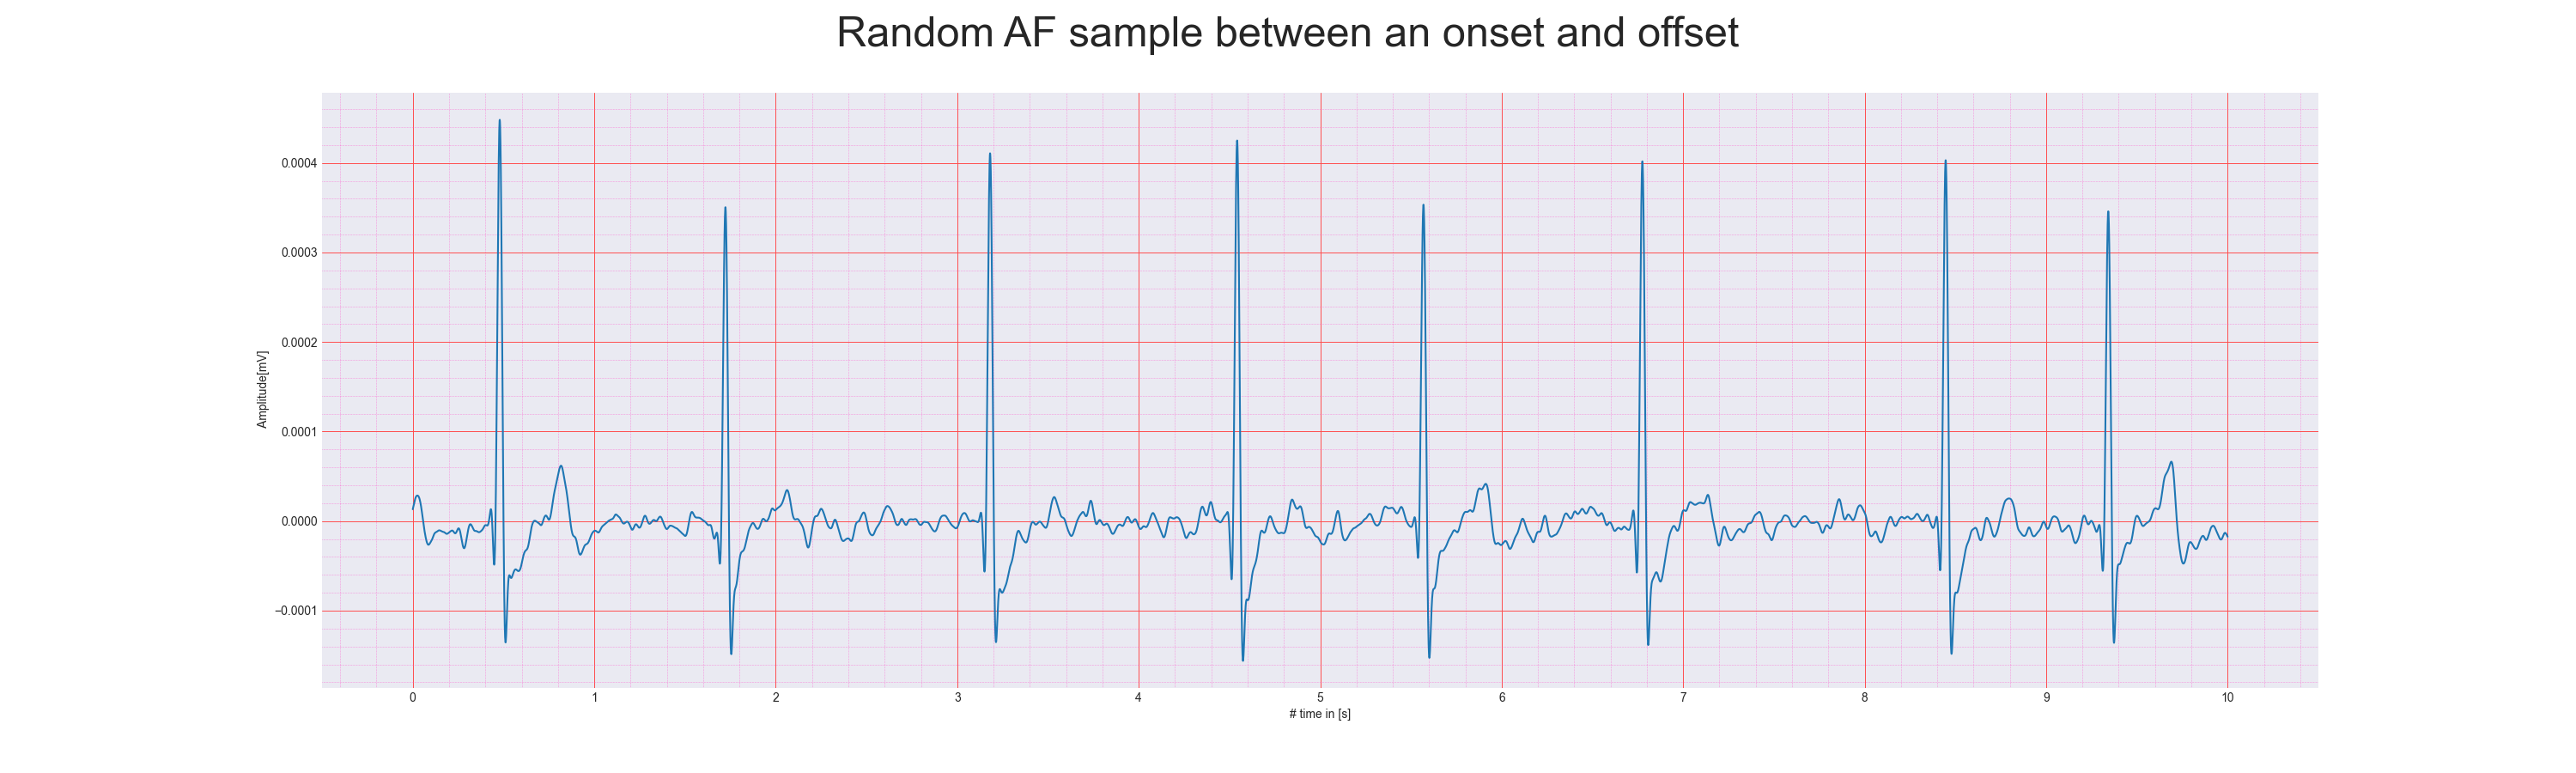 Random AF sample between an onset and offset
0.0004
0.0003
0.0002
Amplitude[mV]
0.0001
0.0000
−0.0001
0 1 2 3 4 5 6 7 8 9 10
# time in [s]